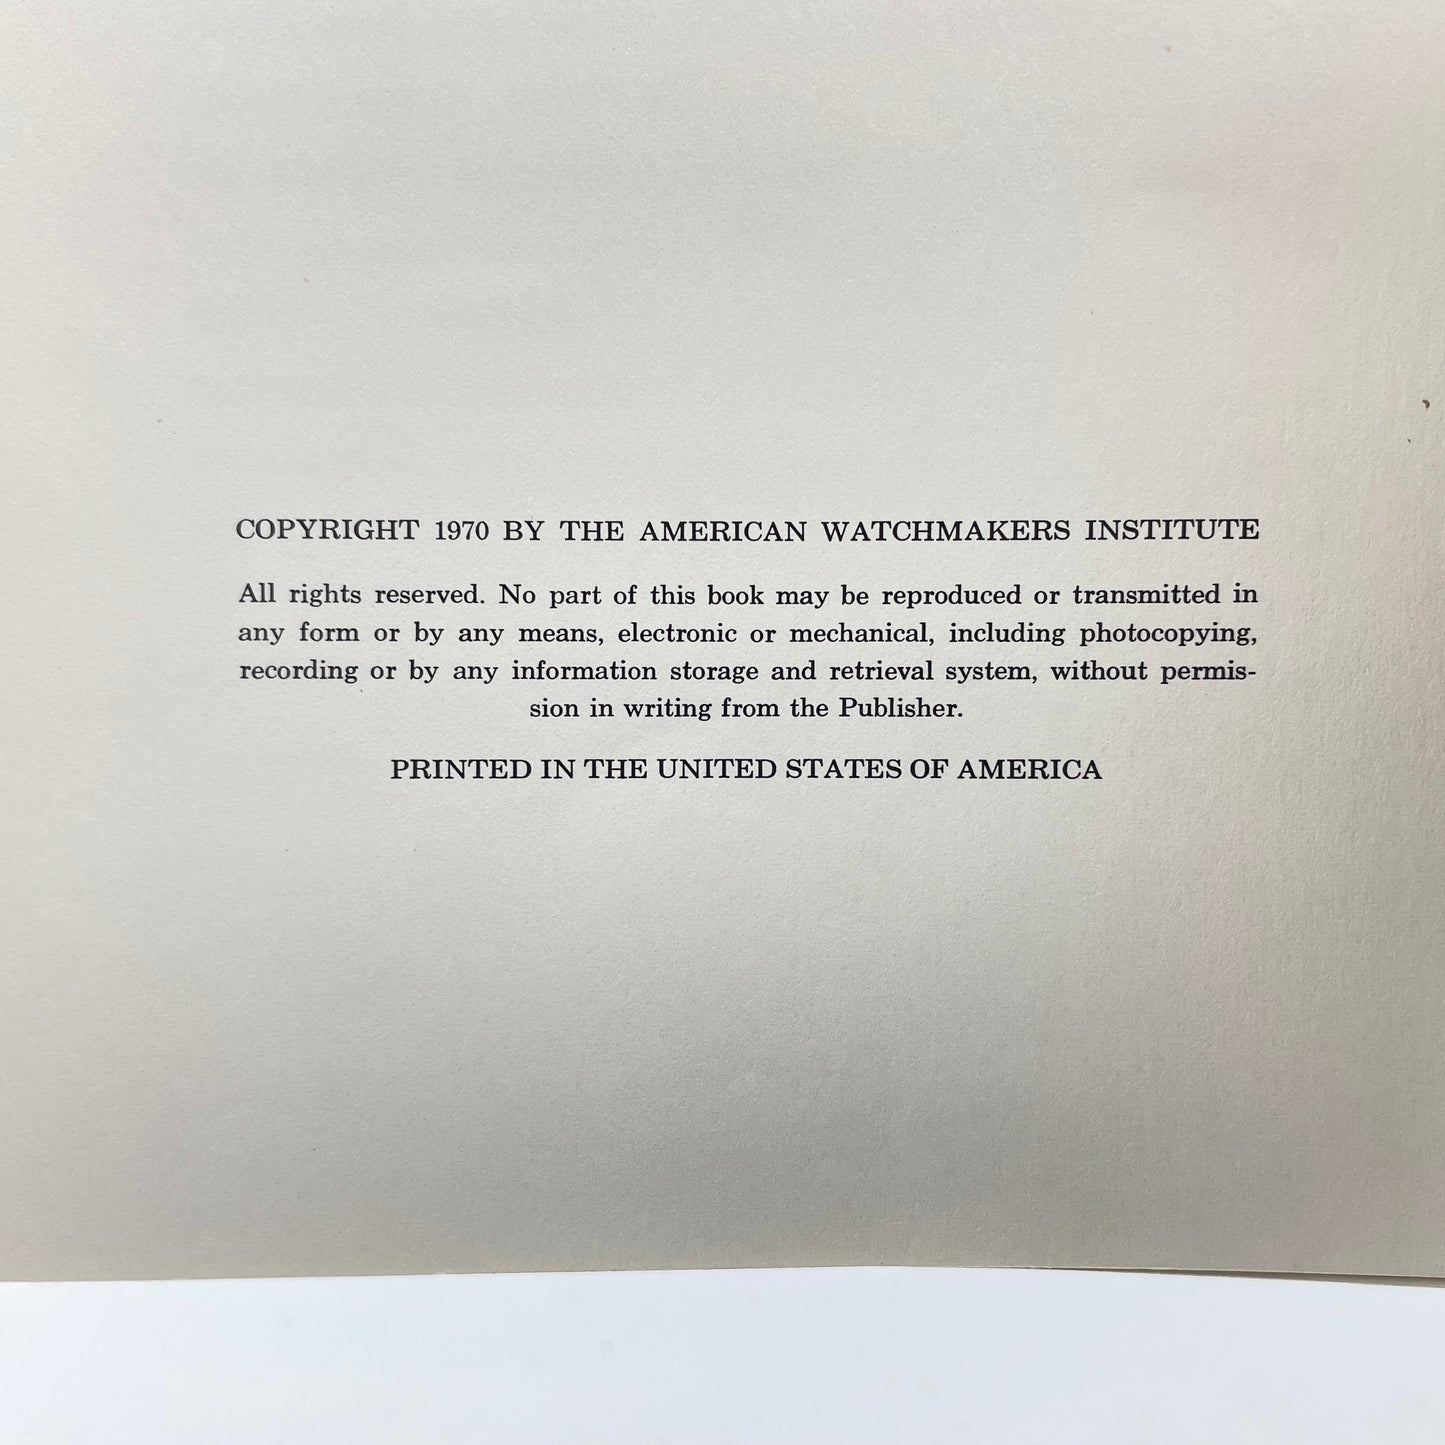 COPYRIGHT 1970 BY THE AMERICAN WATCHMAKERS INSTITUTE
All rights reserved. No part of this book may be reproduced or transmitted in
any form or by any means, electronic or mechanical, including photocopying,
recording or by any information storage and retrieval system, without permis-
sion in writing from the Publisher.
PRINTED IN THE UNITED STATES OF AMERICA